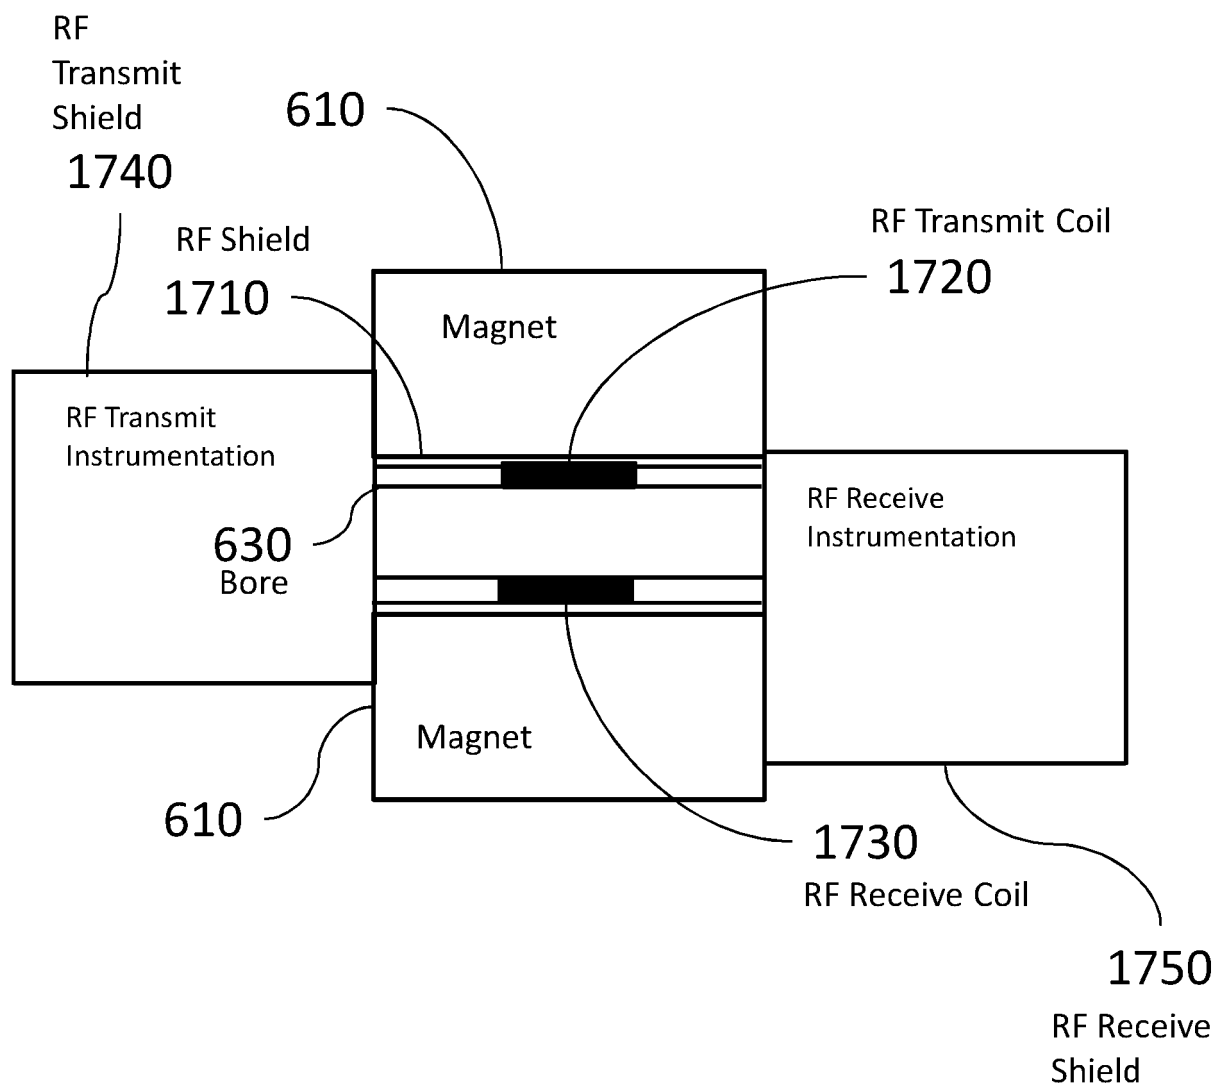 RF
Transmit
Shield
1740
610
RF Shield
1710
RF Transmit Coil
1720
Magnet
RF Transmit
Instrumentation
630
Bore
RF Receive
Instrumentation
Magnet
610
1730
RF Receive Coil
1750
RF Receive
Shield